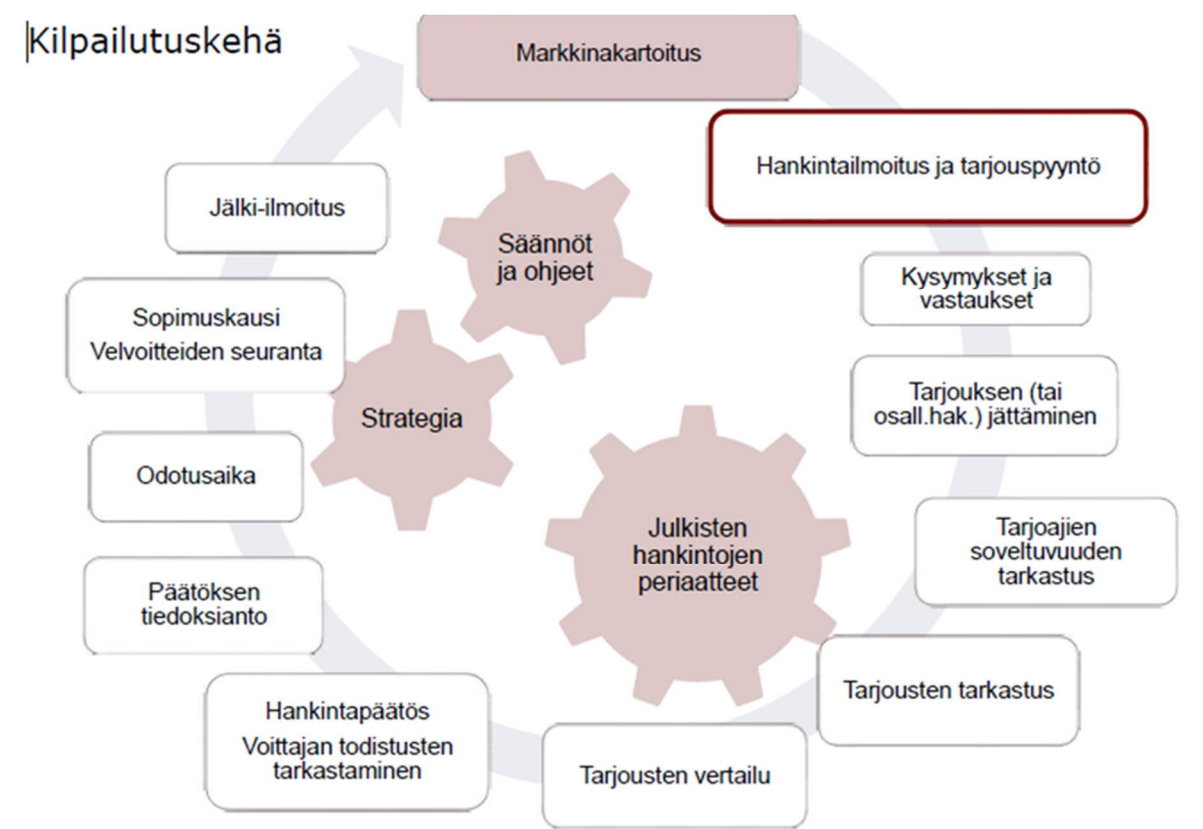 Kilpailutuskehä
Markkinakartoitus
Hankintailmoitus ja tarjouspyyntö
Kysymykset ja
vastaukset
Tarjouksen (tai
osall.hak.) jättäminen
Tarjoajien
soveltuvuuden
tarkastus
Tarjousten tarkastus
Tarjousten vertailu
Hankintapäätös
Voittajan todistusten
tarkastaminen
Päätöksen
tiedoksianto
Odotusaika
Sopimuskausi
Velvoitteiden seuranta
Jälki-ilmoitus
Säännöt
ja ohjeet
Strategia
Julkisten
hankintojen
periaatteet